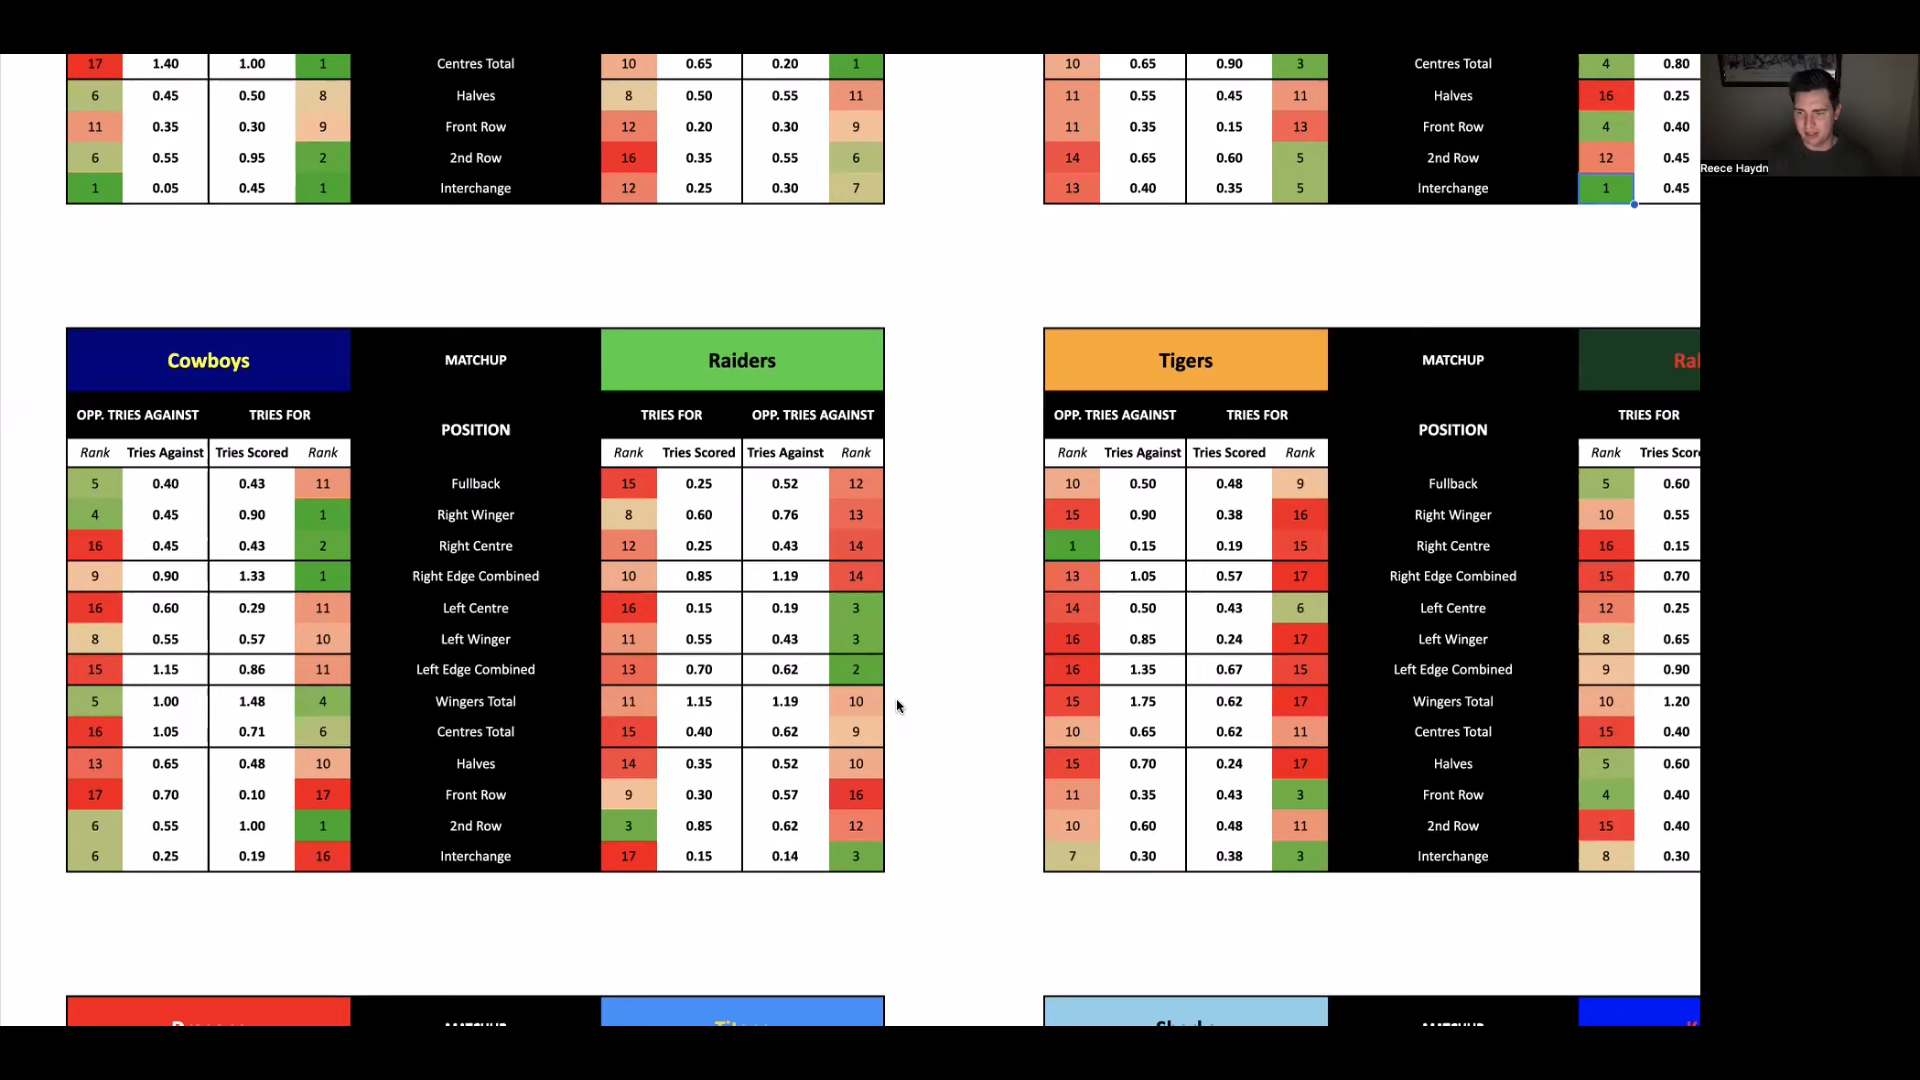 17 1.40 1.00 1 Centres Total 10 0.65 0.20 1 10 0.65 0.90 3 Centres Total 4 0.80
6 0.45 0.50 8 Halves 8 0.50 0.55 11 11 0.55 0.45 11 Halves 16 0.25
11 0.35 0.30 9 Front Row 12 0.20 0.30 9 11 0.35 0.15 13 Front Row 4 0.40
6 0.55 0.95 2 2nd Row 16 0.35 0.55 6 14 0.65 0.60 5 2nd Row 12 0.45
Reece Haydn
1 0.05 0.45 1 Interchange 12 0.25 0.30 7 13 0.40 0.35 5 Interchange 1 0.45
Cowboys MATCHUP Raiders Tigers MATCHUP
OPP. TRIES AGAINST TRIES FOR TRIES FOR OPP. TRIES AGAINST OPP. TRIES AGAINST TRIES FOR TRIES FOR
POSITION POSITION
Rank Tries Against Tries Scored Rank Rank Tries Scored Tries Against Rank Rank Tries Against Tries Scored Rank Rank Tries
5 0.40 0.43 11 Fullback 15 0.25 0.52 12 10 0.50 0.48 9 Fullback 5 0.60
4 0.45 0.90 1 Right Winger 8 0.60 0.76 13 15 0.90 0.38 16 Right Winger 10 0.55
16 0.45 0.43 2 Right Centre 12 0.25 0.43 14 1 0.15 0.19 15 Right Centre 16 0.15
9 0.90 1.33 1 Right Edge Combined 10 0.85 1.19 14 13 1.05 0.57 17 Right Edge Combined 15 0.70
16 0.60 0.29 11 Left Centre 16 0.15 0.19 3 14 0.50 0.43 6 Left Centre 12 0.25
8 0.55 0.57 10 Left Winger 11 0.55 0.43 3 16 0.85 0.24 17 Left Winger 8 0.65
15 1.15 0.86 11 Left Edge Combined 13 0.70 0.62 2 16 1.35 0.67 15 Left Edge Combined 9 0.90
5 1.00 1.48 4 Wingers Total 11 1.15 1.19 10 15 1.75 0.62 17 Wingers Total 10 1.20
16 1.05 0.71 6 Centres Total 15 0.40 0.62 9 10 0.65 0.62 11 Centres Total 15 0.40
13 0.65 0.48 10 Halves 14 0.35 0.52 10 15 0.70 0.24 17 Halves 5 0.60
17 0.70 0.10 17 Front Row 9 0.30 0.57 16 11 0.35 0.43 3 Front Row 4 0.40
6 0.55 1.00 1 2nd Row 3 0.85 0.62 12 10 0.60 0.48 11 2nd Row 15 0.40
6 0.25 0.19 16 Interchange 17 0.15 0.14 3 7 0.30 0.38 3 Interchange 8 0.30